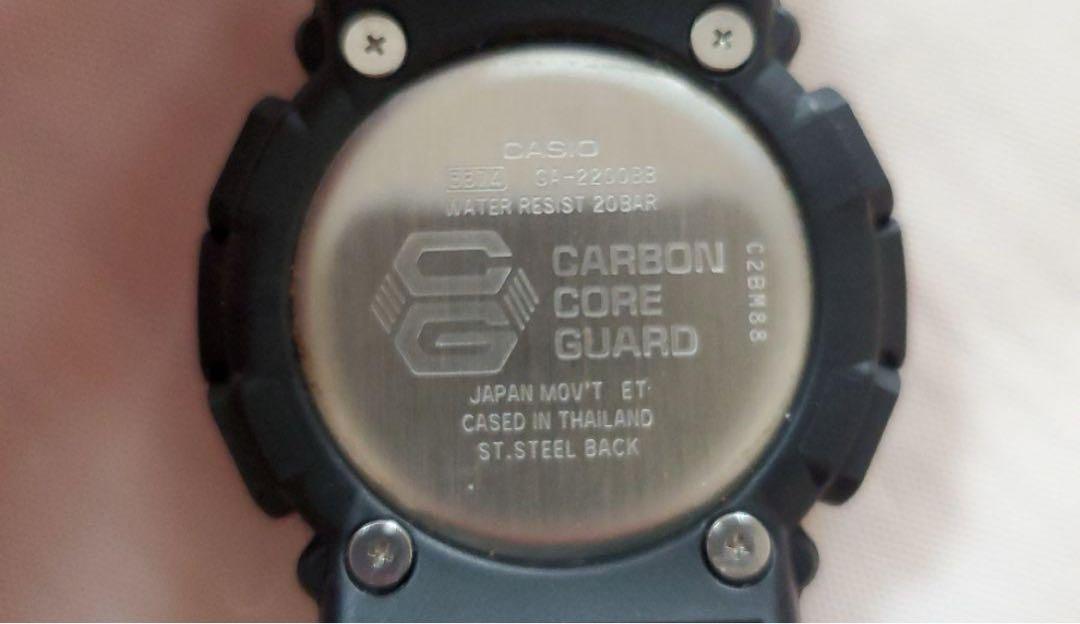 CASIO
GA-2200BB
WATER RESIST 20BAR
CG
CARBON
CORE
GUARD
C2BM88
JAPAN MOV'T ET
CASED IN THAILAND
ST.STEEL BACK